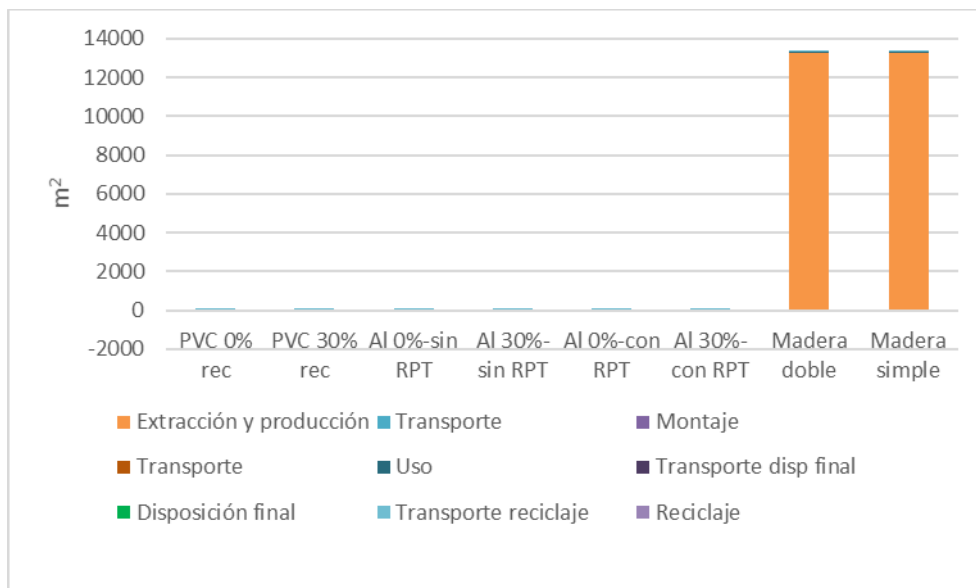 14000
12000
10000
8000
6000
4000
2000
0
-2000
m²
PVC 0% rec
PVC 30% rec
Al 0%-sin RPT
Al 30%-sin RPT
Al 0%-con RPT
Al 30%-con RPT
Madera doble
Madera simple
Extracción y producción Transporte Montaje
Transporte Uso Transporte disp final
Disposición final Transporte reciclaje Reciclaje